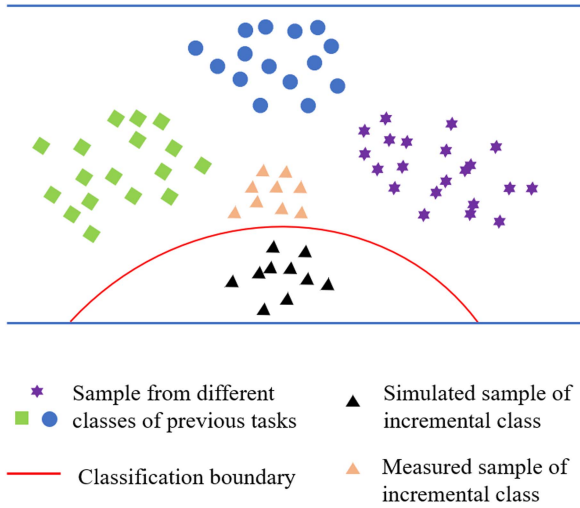 Sample from different
classes of previous tasks
Simulated sample of
incremental class
Classification boundary
Measured sample of
incremental class